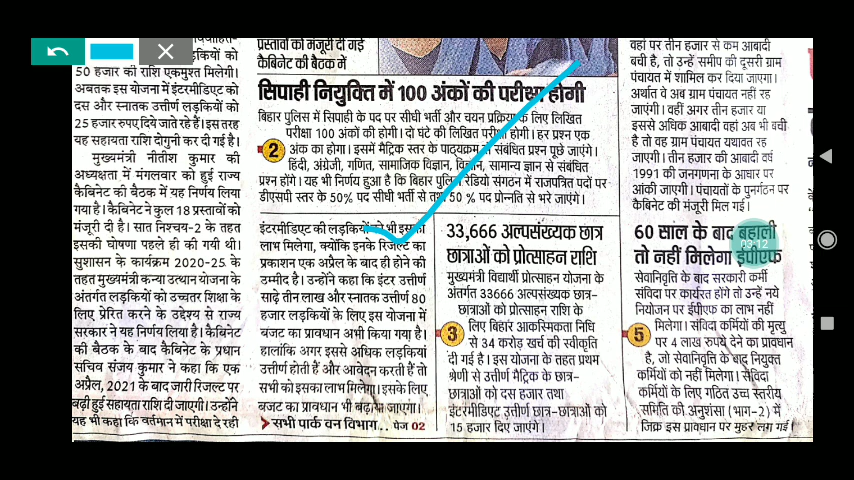 ड़कियों को
50 हजार की राशि एकमुश्त मिलेगी।
अबतक इस योजना में इंटरमीडिएट को
दस और स्नातक उत्तीर्ण लड़कियों को
25 हजार रुपए दिये जाते रहे हैं। इस तरह
यह सहायता राशि दोगुनी कर दी गई है।
मुख्यमंत्री नीतीश कुमार की
अध्यक्षता में मंगलवार को हुई राज्य
कैबिनेट की बैठक में यह निर्णय लिया
गया है। कैबिनेट ने कुल 18 प्रस्तावों को
मंजूरी दी है। सात निश्चय-2 के तहत
इसकी घोषणा पहले ही की गयी थी।
सुशासन के कार्यक्रम 2020-25 के
तहत मुख्यमंत्री कन्या उत्थान योजना के
अंतर्गत लड़कियों को उच्चतर शिक्षा के
लिए प्रेरित करने के उद्देश्य से राज्य
सरकार ने यह निर्णय लिया है। कैबिनेट
की बैठक के बाद कैबिनेट के प्रधान
सचिव संजय कुमार ने कहा कि एक
अप्रैल, 2021 के बाद जारी रिजल्ट पर
बढ़ी हुई सहायता राशि दी जाएगी। उन्होंने
यह भी कहा कि वर्तमान में परीक्षा दे रही
प्रस्तावों को मंजूरी दी गई
कैबिनेट की बैठक में
सिपाही नियुक्ति में 100 अंकों की परीक्षा होगी
बिहार पुलिस में सिपाही के पद पर सीधी भर्ती और चयन प्रक्रिया के लिए लिखित
परीक्षा 100 अंकों की होगी। दो घंटे की लिखित परीक्षा होगी। हर प्रश्न एक
2 अंक का होगा। इसमें मैट्रिक स्तर के पाठ्यक्रम से संबंधित प्रश्न पूछे जाएंगे।
हिंदी, अंग्रेजी, गणित, सामाजिक विज्ञान, विज्ञान, सामान्य ज्ञान से संबंधित
प्रश्न होंगे। यह भी निर्णय हुआ है कि बिहार पुलिस रेडियो संगठन में राजपत्रित पदों पर
डीएसपी स्तर के 50% पद सीधी भर्ती से तथा 50 % पद प्रोन्नति से भरे जाएंगे।
इंटरमीडिएट की लड़कियों को भी इसका
लाभ मिलेगा, क्योंकि इनके रिजल्ट का
प्रकाशन एक अप्रैल के बाद ही होने की
उम्मीद है। उन्होंने कहा कि इंटर उत्तीर्ण
साढ़े तीन लाख और स्नातक उत्तीर्ण 80
हजार लड़कियों के लिए इस योजना में
बजट का प्रावधान अभी किया गया है।
हालांकि अगर इससे अधिक लड़कियां
उत्तीर्ण होती हैं और आवेदन करती हैं तो
सभी को इसका लाभ मिलेगा। इसके लिए
बजट का प्रावधान भी बढ़ाया जाएगा।
सभी पार्क वन विभाग.. पेज 02
33,666 अल्पसंख्यक छात्र
छात्राओं को प्रोत्साहन राशि
मुख्यमंत्री विद्यार्थी प्रोत्साहन योजना के
अंतर्गत 33666 अल्पसंख्यक छात्र-
छात्राओं को प्रोत्साहन राशि के
लिए बिहार आकस्मिकता निधि
3 से 34 करोड़ खर्च की स्वीकृति
दी गई है। इस योजना के तहत प्रथम
श्रेणी से उत्तीर्ण मैट्रिक के छात्र-
छात्राओं को दस हजार तथा
इंटरमीडिएट उत्तीर्ण छात्र-छात्राओं को
15 हजार दिए जाएंगे।
वहां पर तीन हजार से कम आबादी
बची है, तो उन्हें समीप की दूसरी ग्राम
पंचायत में शामिल कर दिया जाएगा।
अर्थात वे अब ग्राम पंचायत नहीं रह
जाएंगी। वहीं अगर तीन हजार या
इससे अधिक आबादी वहां अब भी बची
है तो वह ग्राम पंचायत यथावत रह
जाएगी। तीन हजार की आबादी वर्ष
1991 की जनगणना के आधार पर
आंकी जाएगी। पंचायतों के पुनर्गठन पर
कैबिनेट की मंजूरी मिल गई।
60 साल के बाद बहाली
तो नहीं मिलेगा ईपीएफ
03:12
सेवानिवृति के बाद सरकारी कर्मी
संविदा पर कार्यरत होंगे तो उन्हें नये
नियोजन पर ईपीएफ का लाभ नहीं
मिलेगा। संविदा कर्मियों की मृत्यु
5 पर 4 लाख रुपये देने का प्रावधान
है, जो सेवानिवृति के बाद नियुक्त
कर्मियों को नहीं मिलेगा। संविदा
कर्मियों के लिए गठित उच्च स्तरीय
समिति की अनुशंसा (भाग-2) में
जिक्र इस प्रावधान पर मुहर लग गई।